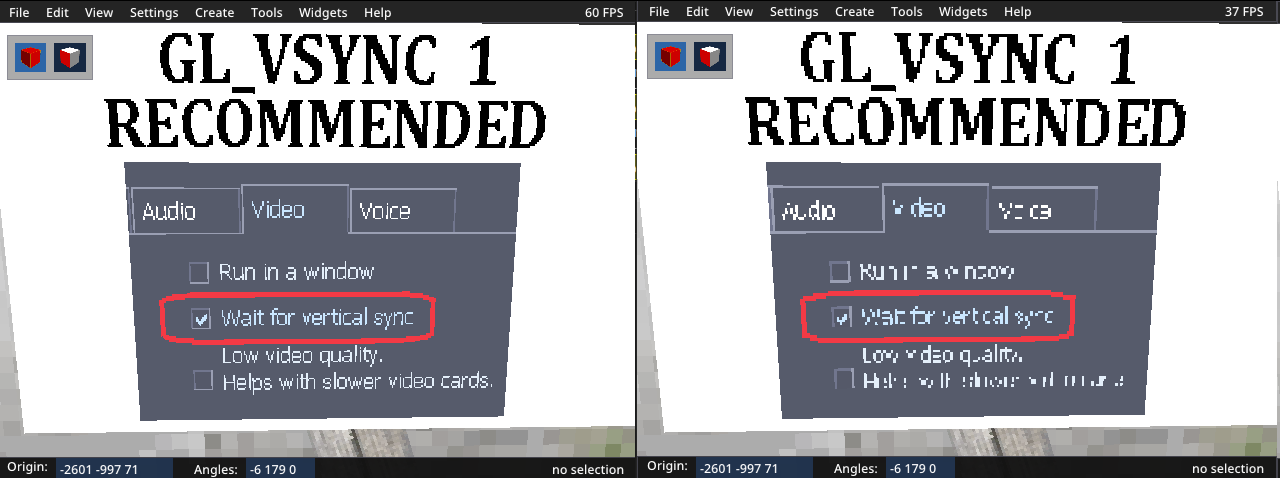 File Edit View Settings Create Tools Widgets Help 60 FPS
GL_VSYNC 1
RECOMMENDED
Audio Video Voice
Run in a window
Wait for vertical sync
Low video quality.
Helps with slower video cards.
Origin: -2601 -997 71 Angles: -6 179 0 no selection
File Edit View Settings Create Tools Widgets Help 37 FPS
GL_VSYNC 1
RECOMMENDED
Audio Video Voice
Run in a window
Wait for vertical sync
Low video quality.
Origin: -2601 -997 71 Angles: -6 179 0 no selection